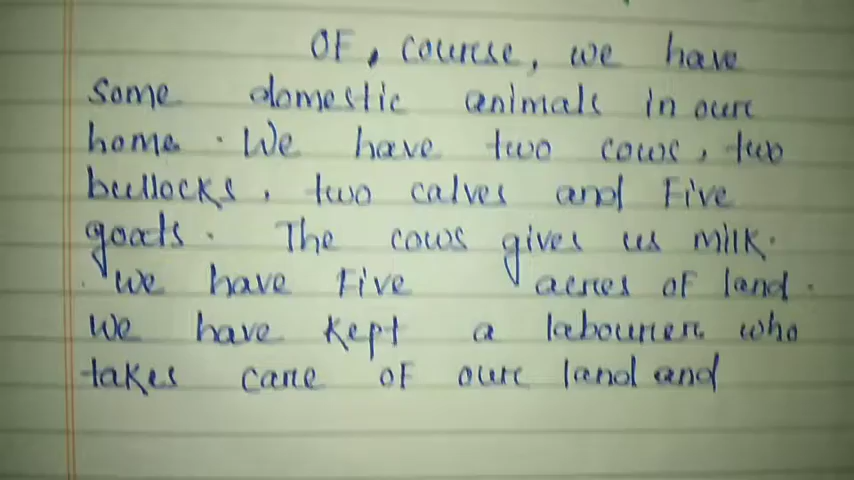 OF, course, we have
some domestic animals in our
home. We have two cows, two
bullocks, two calves and Five
goats. The cows gives us milk.
We have Five acres of land.
We have kept a labourer who
takes care of our land and